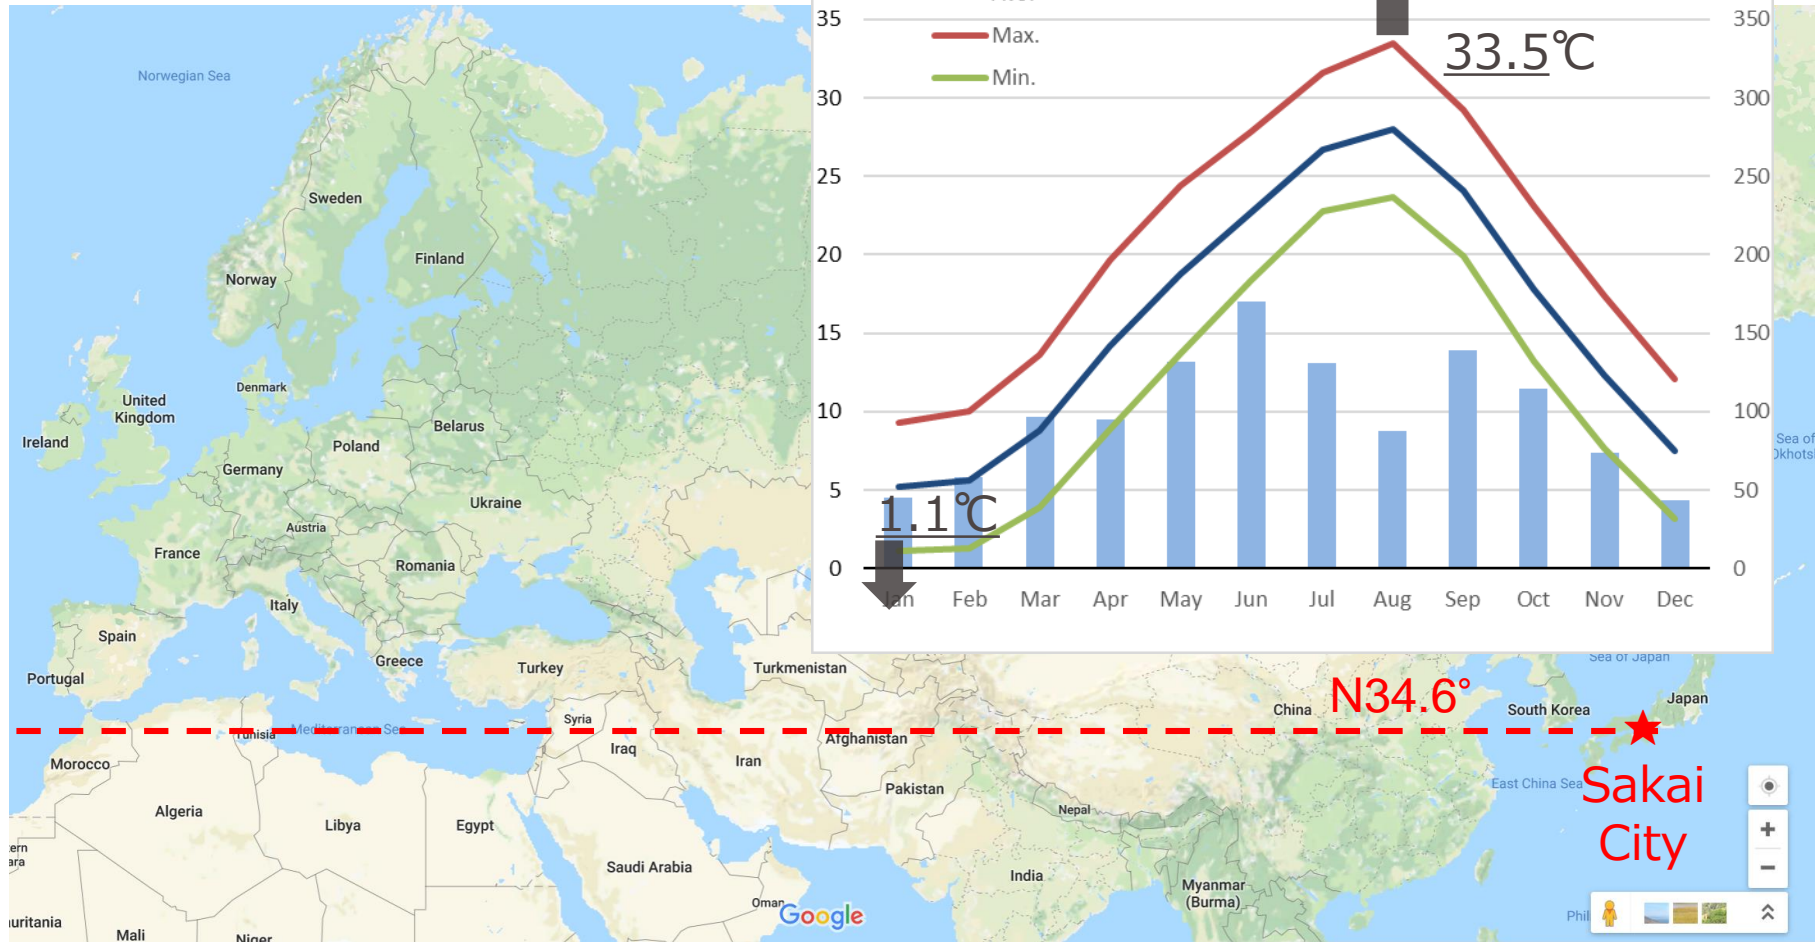 35
350
Max.
33.5℃
Min.
30
300
25
250
20
200
15
150
10
100
5
50
1.1℃
0
0
Jan
Feb
Mar
Apr
May
Jun
Jul
Aug
Sep
Oct
Nov
Dec
Norwegian Sea
Sweden
Finland
Norway
Denmark
United
Kingdom
Ireland
Belarus
Poland
Germany
Ukraine
Austria
France
Romania
Italy
Spain
Greece
Turkey
Portugal
Turkmenistan
Sea of
Sea of Japan
N34.6°
Japan
China
South Korea
Syria
Mediterranean Sea
Tunisia
Afghanistan
Iraq
Iran
Morocco
Pakistan
East China Sea
Sakai
City
Nepal
Algeria
Libya
Egypt
Saudi Arabia
India
Myanmar
(Burma)
Oman
Google
Mali
Niger